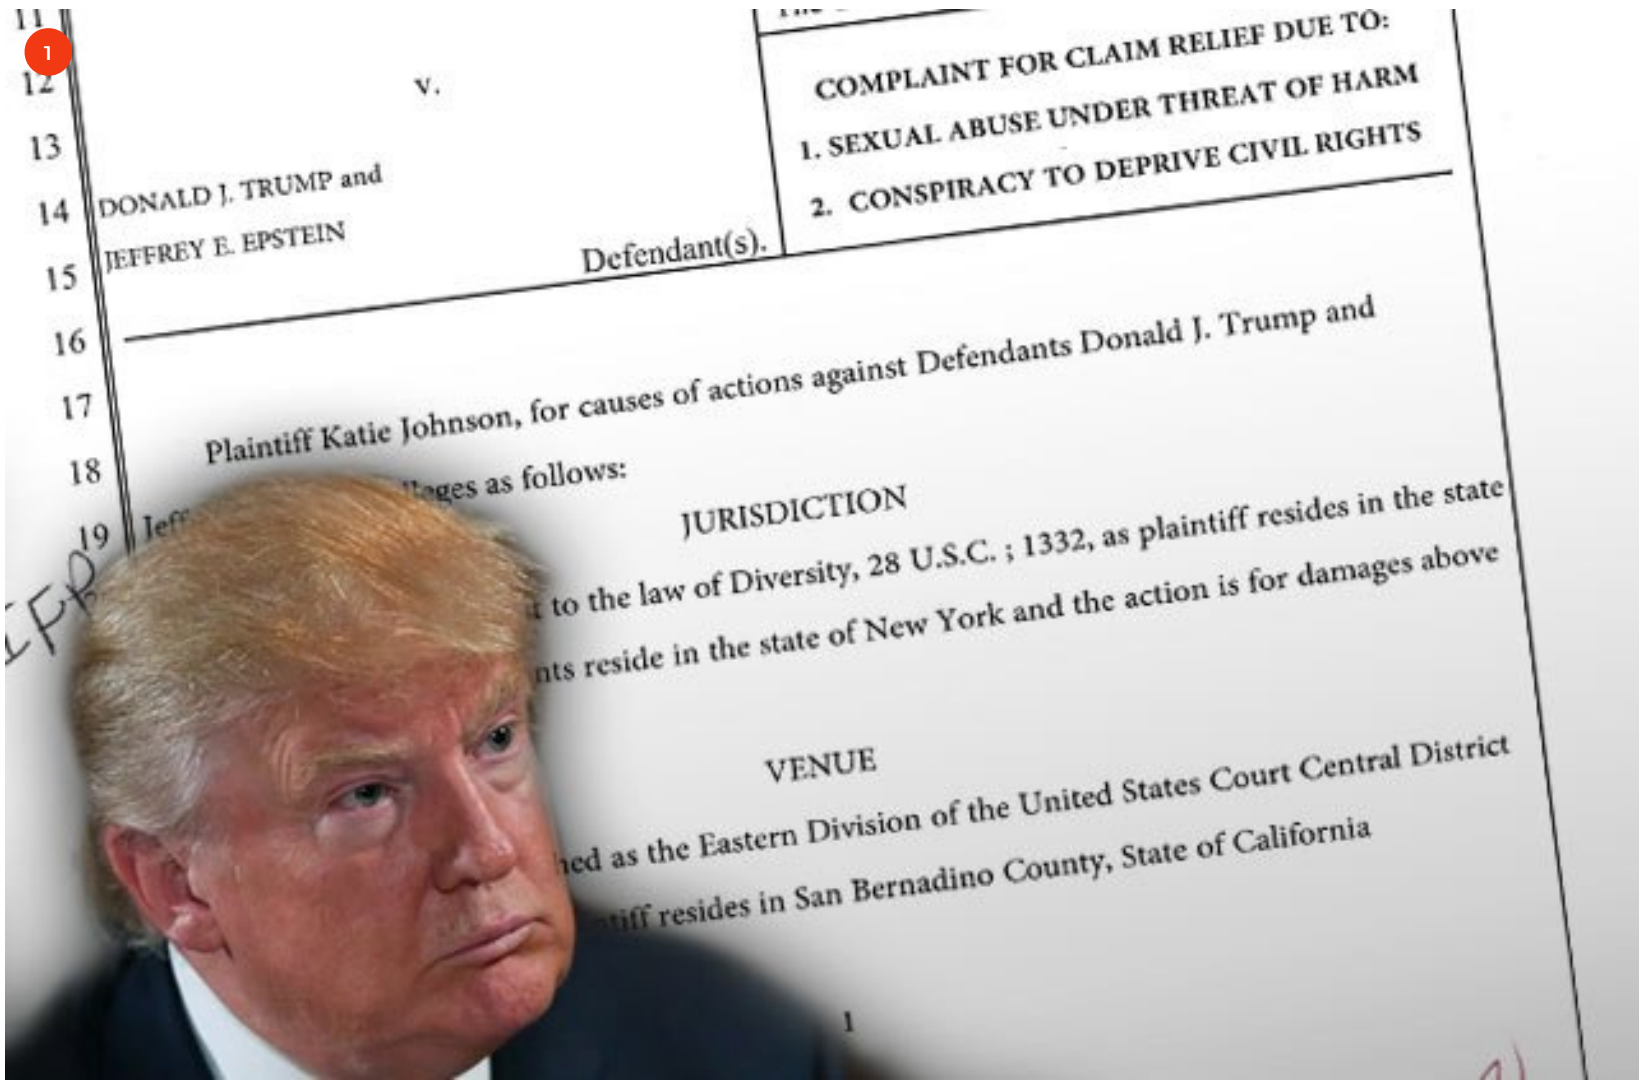 1
11
12
13
14
15
16
17
18
19
v.
DONALD J. TRUMP and
JEFFREY E. EPSTEIN
Defendant(s).
COMPLAINT FOR CLAIM RELIEF DUE TO:
1. SEXUAL ABUSE UNDER THREAT OF HARM
2. CONSPIRACY TO DEPRIVE CIVIL RIGHTS
Plaintiff Katie Johnson, for causes of actions against Defendants Donald J. Trump and
as follows:
JURISDICTION
to the law of Diversity, 28 U.S.C. ; 1332, as plaintiff resides in the state
reside in the state of New York and the action is for damages above
VENUE
as the Eastern Division of the United States Court Central District
resides in San Bernadino County, State of California
1
IFP